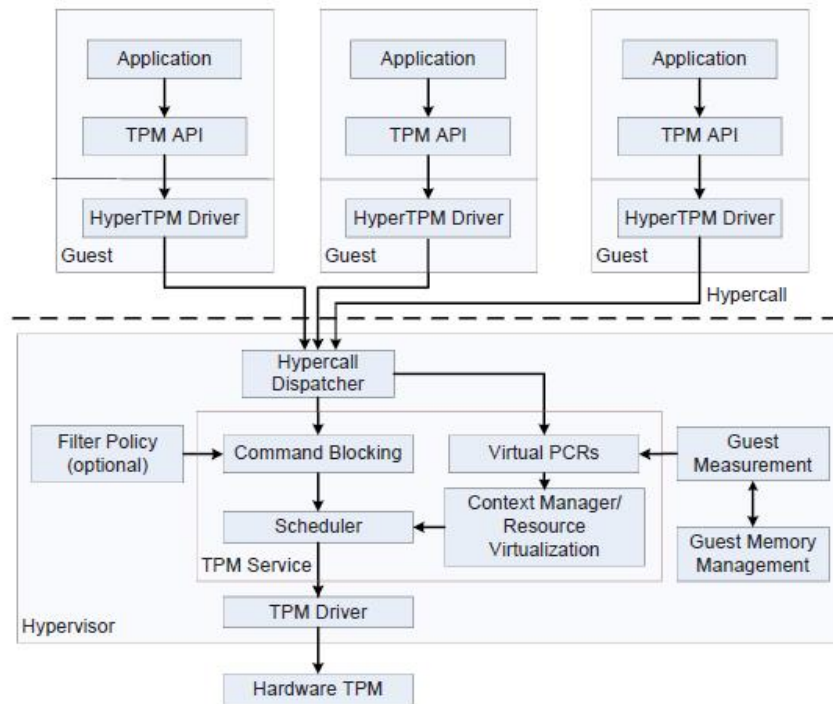 Application
Application
Application
TPM API
TPM API
TPM API
HyperTPM Driver
HyperTPM Driver
HyperTPM Driver
Guest
Guest
Guest
Hypercall
Hypercall
Dispatcher
Filter Policy
(optional)
Command Blocking
Virtual PCRs
Guest
Measurement
Scheduler
Context Manager/
Resource
Virtualization
Guest Memory
Management
TPM Service
TPM Driver
Hypervisor
Hardware TPM